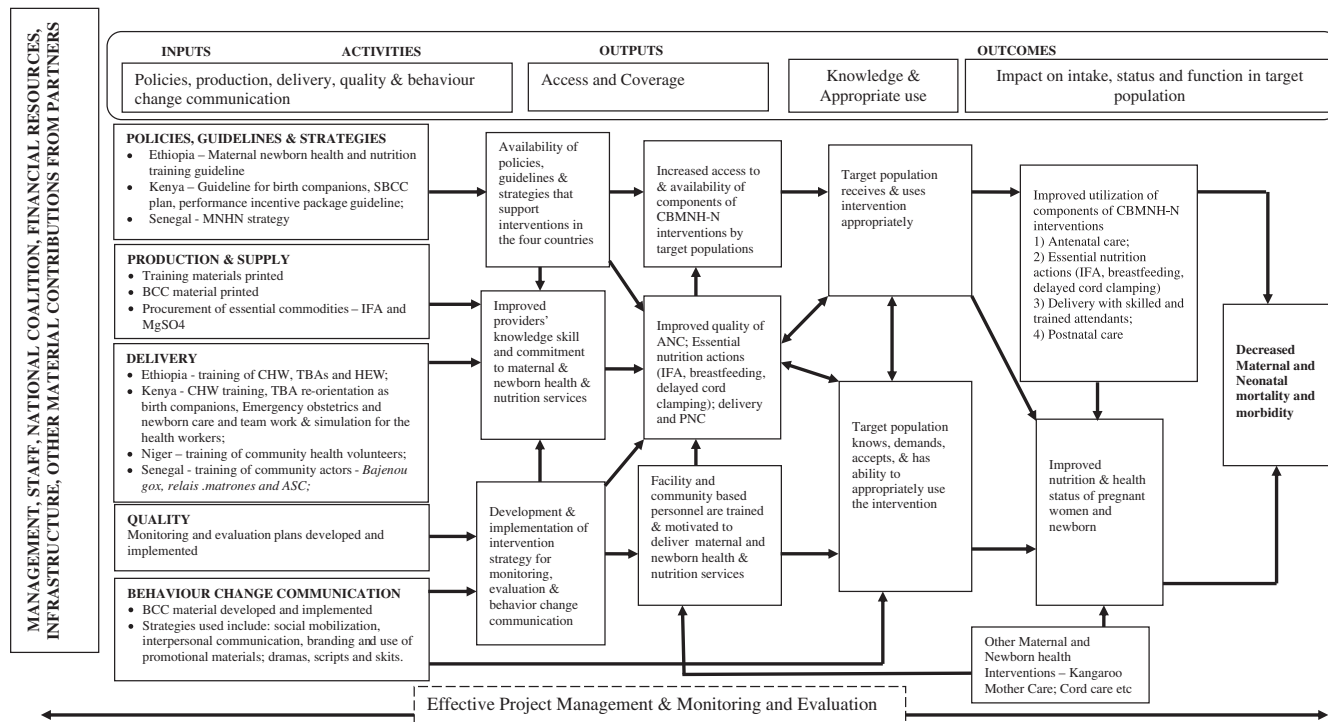 MANAGEMENT, STAFF, NATIONAL COALITION, FINANCIAL RESOURCES,
INFRASTRUCTURE, OTHER MATERIAL CONTRIBUTIONS FROM PARTNERS
INPUTS
ACTIVITIES
OUTPUTS
OUTCOMES
Policies, production, delivery, quality & behaviour
change communication
Access and Coverage
Knowledge &
Appropriate use
Impact on intake, status and function in target
population
POLICIES, GUIDELINES & STRATEGIES
• Ethiopia – Maternal newborn health and nutrition
training guideline
• Kenya – Guideline for birth companions, SBCC
plan, performance incentive package guideline;
• Senegal - MNHN strategy
PRODUCTION & SUPPLY
• Training materials printed
• BCC material printed
• Procurement of essential commodities – IFA and
MgSO4
DELIVERY
• Ethiopia - training of CHW, TBAs and HEW;
• Kenya - CHW training, TBA re-orientation as
birth companions, Emergency obstetrics and
newborn care and team work & simulation for the
health workers;
• Niger – training of community health volunteers;
• Senegal - training of community actors - Bajenou
gox, relais .matrones and ASC;
QUALITY
Monitoring and evaluation plans developed and
implemented
BEHAVIOUR CHANGE COMMUNICATION
• BCC material developed and implemented
• Strategies used include: social mobilization,
interpersonal communication, branding and use of
promotional materials; dramas, scripts and skits.
Availability of
policies,
guidelines &
strategies that
support
interventions in
the four countries
Improved
providers'
knowledge skill
and commitment
to maternal &
newborn health &
nutrition services
Development &
implementation of
intervention
strategy for
monitoring,
evaluation &
behavior change
communication
Increased access to
& availability of
components of
CBMNH-N
interventions by
target populations
Improved quality of
ANC; Essential
nutrition actions
(IFA, breastfeeding,
delayed cord
clamping); delivery
and PNC
Facility and
community based
personnel are trained
& motivated to
deliver maternal and
newborn health &
nutrition services
Target population
receives & uses
intervention
appropriately
Target population
knows, demands,
accepts, & has
ability to
appropriately use
the intervention
Improved utilization of
components of CBMNH-N
interventions
1) Antenatal care;
2) Essential nutrition
actions (IFA, breastfeeding,
delayed cord clamping)
3) Delivery with skilled and
trained attendants;
4) Postnatal care
Improved
nutrition & health
status of pregnant
women and
newborn
Other Maternal and
Newborn health
Interventions – Kangaroo
Mother Care; Cord care etc
Decreased
Maternal and
Neonatal
mortality and
morbidity
Effective Project Management & Monitoring and Evaluation